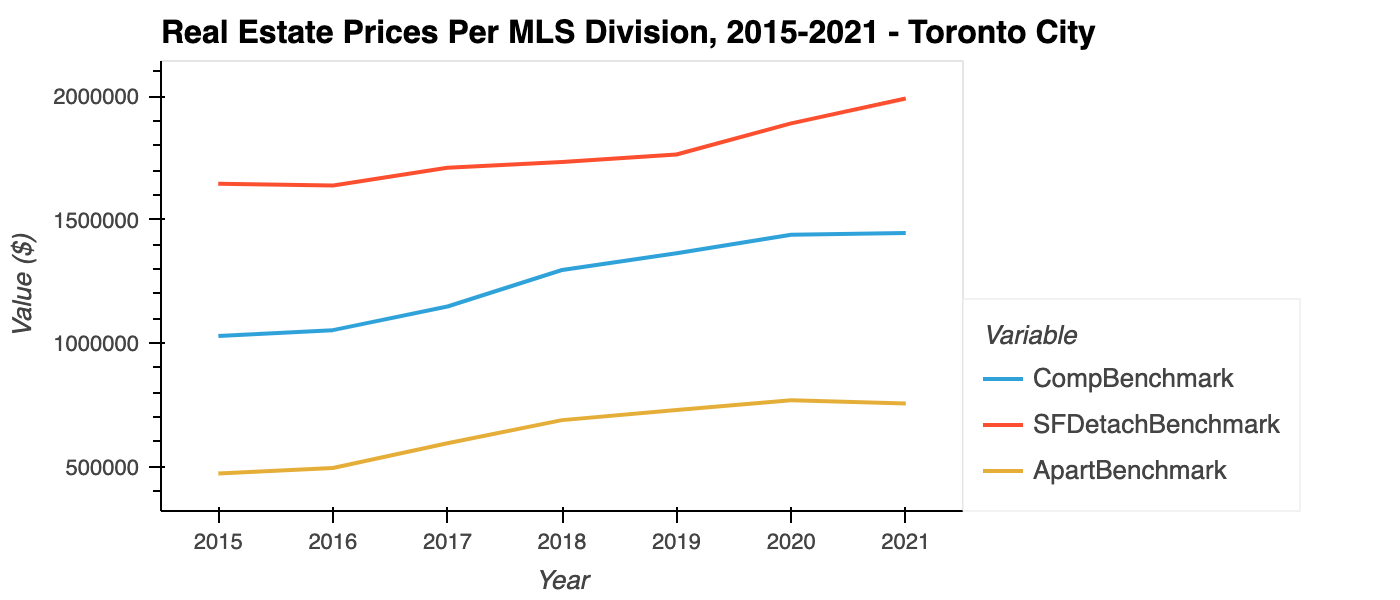 Real Estate Prices Per MLS Division, 2015-2021 - Toronto City
2000000
1500000
1000000
500000
Value ($)
2015 2016 2017 2018 2019 2020 2021
Year
Variable
CompBenchmark
SFDetachBenchmark
ApartBenchmark